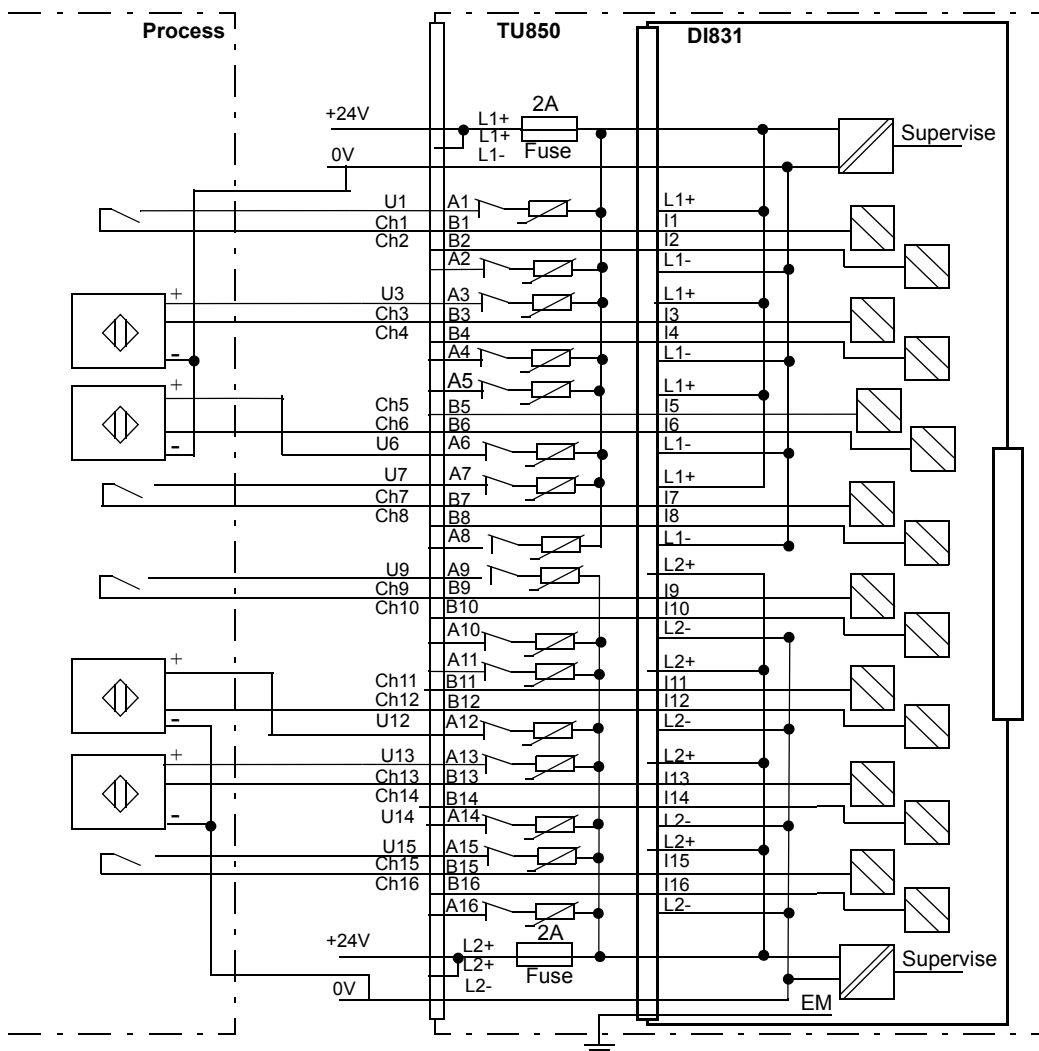 Process
TU850
DI831
+24V
L1+
2A
L1+
Fuse
L1-
0V
Supervise
U1
A1
L1+
Ch1
B1
I1
Ch2
B2
I2
A2
L1-
+
U3
A3
L1+
Ch3
B3
I3
Ch4
B4
I4
-
A4
L1-
+
A5
L1+
Ch5
B5
I5
Ch6
B6
I6
-
U6
A6
L1-
U7
A7
L1+
Ch7
B7
I7
Ch8
B8
I8
A8
L1-
U9
A9
L2+
Ch9
B9
I9
Ch10
B10
I10
A10
L2-
+
A11
L2+
Ch11
B11
I11
Ch12
B12
I12
-
U12
A12
L2-
+
U13
A13
L2+
Ch13
B13
I13
Ch14
B14
I14
-
U14
A14
L2-
U15
A15
L2+
Ch15
B15
I15
Ch16
B16
I16
A16
L2-
+24V
L2+
2A
L2+
Fuse
L2-
0V
Supervise
EM